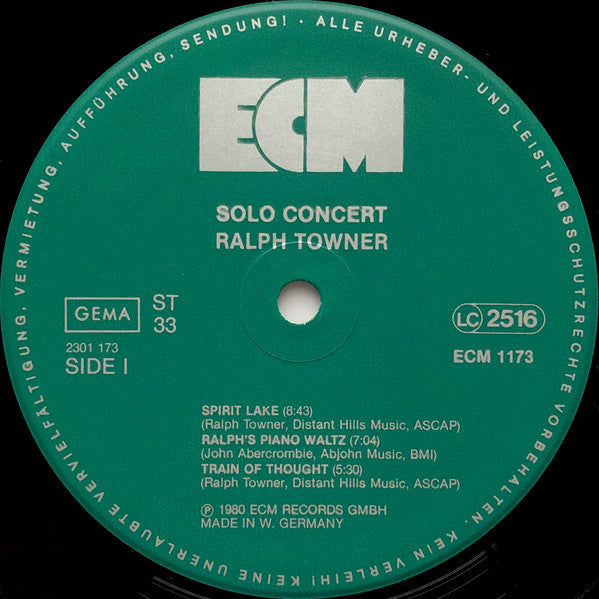 ALLE URHEBER- UND LEISTUNGSSCHUTZRECHTE VORBEHALTEN. KEIN VERLEIH! KEINE UNERLAUBTE VERVIELFÄLTIGUNG, VERMIETUNG, AUFFÜHRUNG, SENDUNG! ·
ECM
SOLO CONCERT
RALPH TOWNER
GEMA
ST
33
2301 173
SIDE I
LC 2516
ECM 1173
SPIRIT LAKE (8:43)
(Ralph Towner, Distant Hills Music, ASCAP)
RALPH'S PIANO WALTZ (7:04)
(John Abercrombie, Abjohn Music, BMI)
TRAIN OF THOUGHT (5:30)
(Ralph Towner, Distant Hills Music, ASCAP)
℗ 1980 ECM RECORDS GMBH
MADE IN W. GERMANY